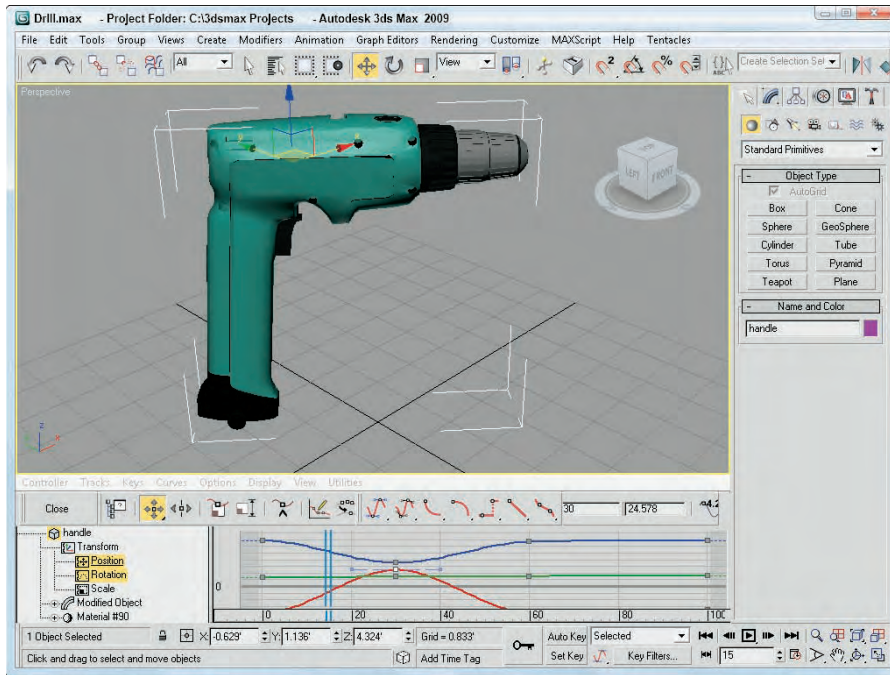 Drill.max - Project Folder: C:\3dsmax Projects - Autodesk 3ds Max 2009
File Edit Tools Group Views Create Modifiers Animation Graph Editors Rendering Customize MAXScript Help Tentacles
All View Create Selection Set
Perspective
TOP
LEFT FRONT
Standard Primitives
- Object Type
AutoGrid
Box Cone
Sphere GeoSphere
Cylinder Tube
Torus Pyramid
Teapot Plane
- Name and Color
handle
z
x
Controller Tracks Keys Curves Options Display View Utilities
Close 30 24.578
handle
Transform
Position
Rotation
Scale
Modified Object
Material #90
0
0 20 40 60 80 100
1 Object Selected X: -0.629' Y: 1.136' Z: 4.324' Grid = 0.833' Auto Key Selected
Click and drag to select and move objects Add Time Tag Set Key Key Filters... 15